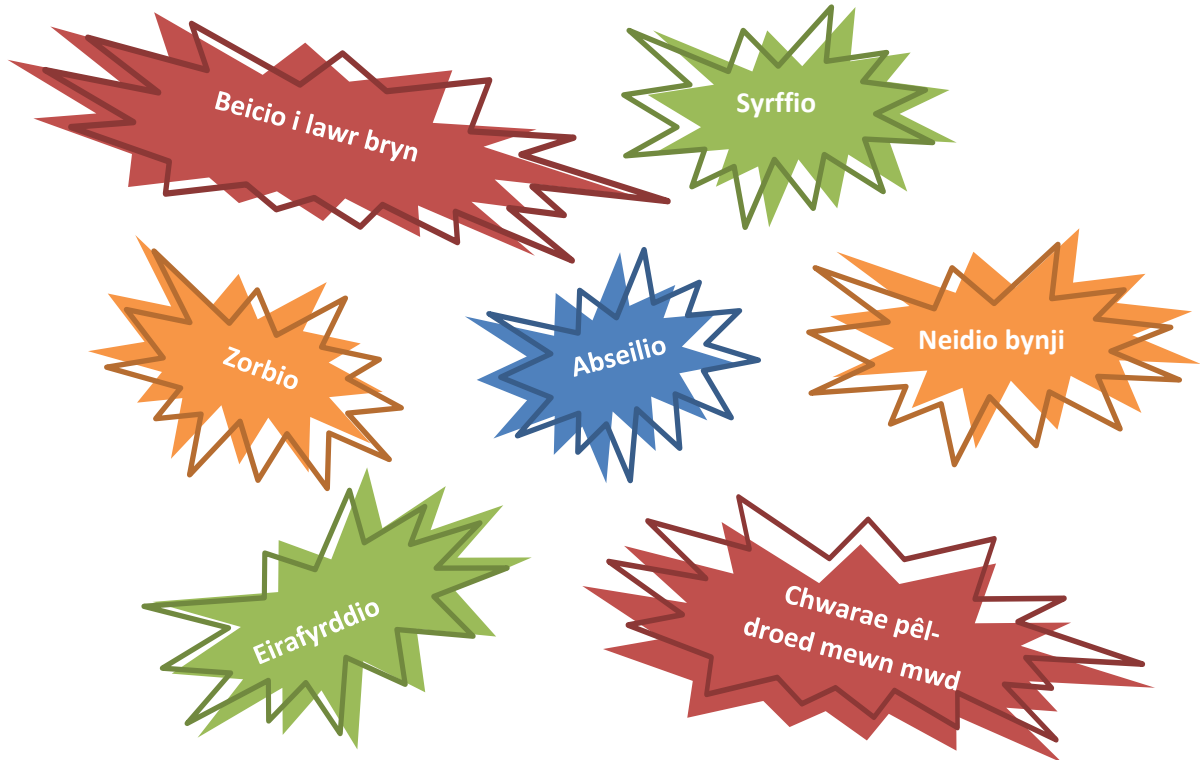 Beicio i lawr bryn
Syrffio
Zorbio
Abseilio
Neidio bynji
Eirafyrddio
Chwarae pêl-
droed mewn mwd